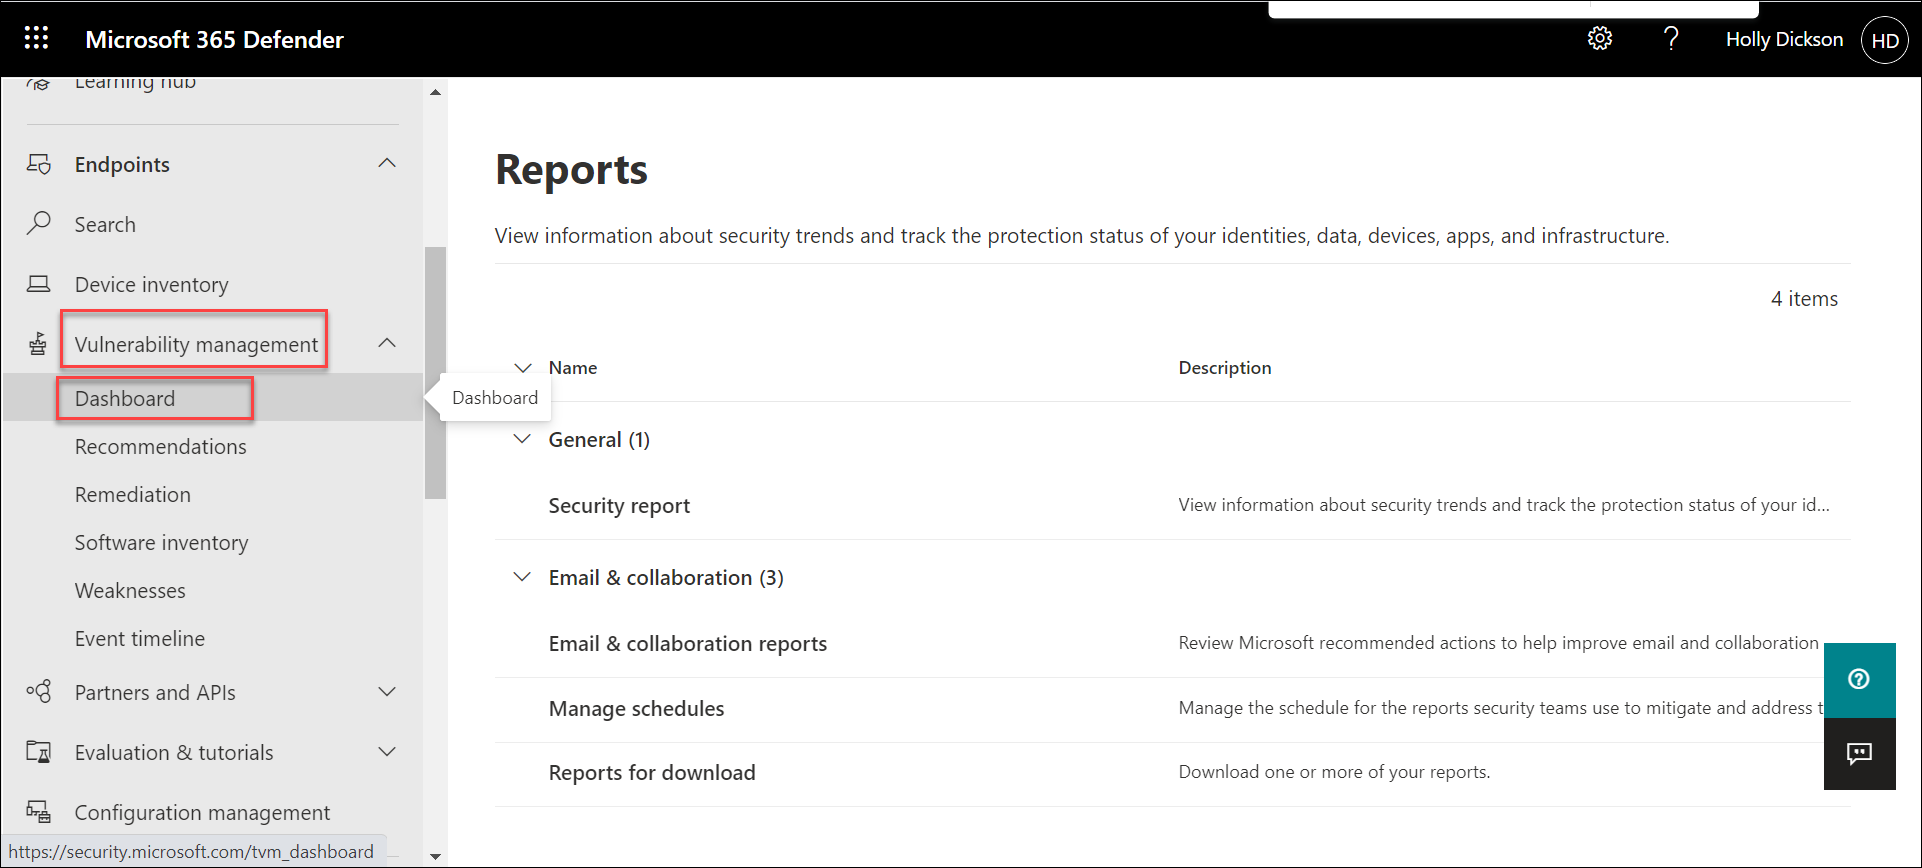 Microsoft 365 Defender
Holly Dickson
HD
Learning hub
Endpoints
Search
Device inventory
Vulnerability management
Dashboard
Recommendations
Remediation
Software inventory
Weaknesses
Event timeline
Partners and APIs
Evaluation & tutorials
Configuration management
https://security.microsoft.com/tvm_dashboard
Dashboard
Reports
View information about security trends and track the protection status of your identities, data, devices, apps, and infrastructure.
4 items
Name Description
General (1)
Security report View information about security trends and track the protection status of your id...
Email & collaboration (3)
Email & collaboration reports Review Microsoft recommended actions to help improve email and collaboration
Manage schedules Manage the schedule for the reports security teams use to mitigate and address t
Reports for download Download one or more of your reports.